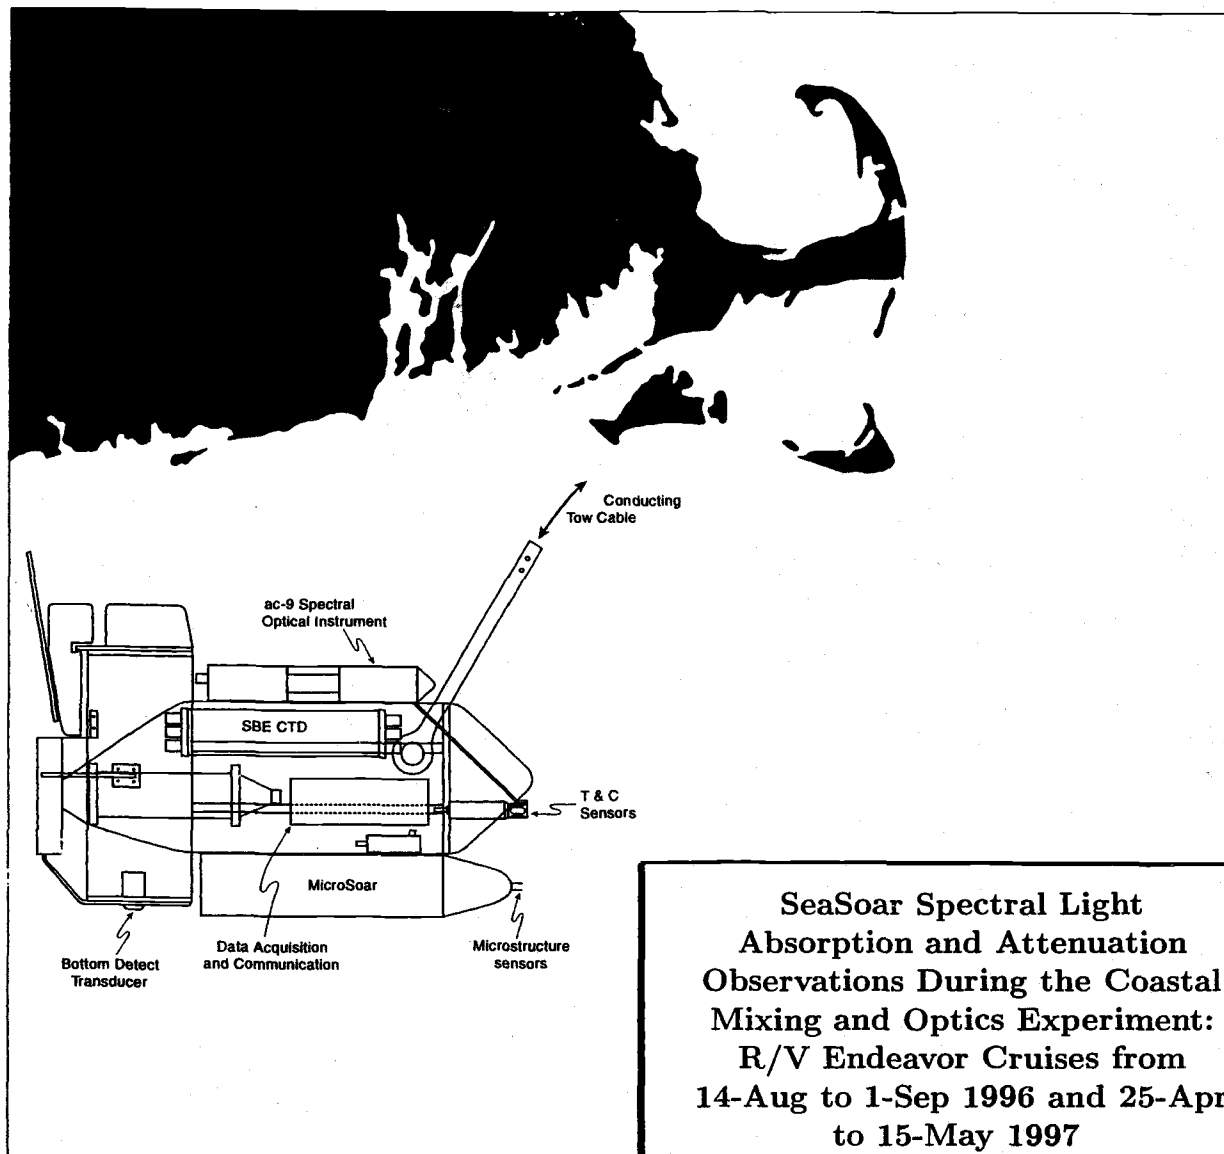 Conducting
Tow Cable
ac-9 Spectral
Optical Instrument
SBE CTD
T & C
Sensors
MicroSoar
Bottom Detect
Transducer
Data Acquisition
and Communication
Microstructure
sensors
SeaSoar Spectral Light
Absorption and Attenuation
Observations During the Coastal
Mixing and Optics Experiment:
R/V Endeavor Cruises from
14-Aug to 1-Sep 1996 and 25-Apr
to 15-May 1997